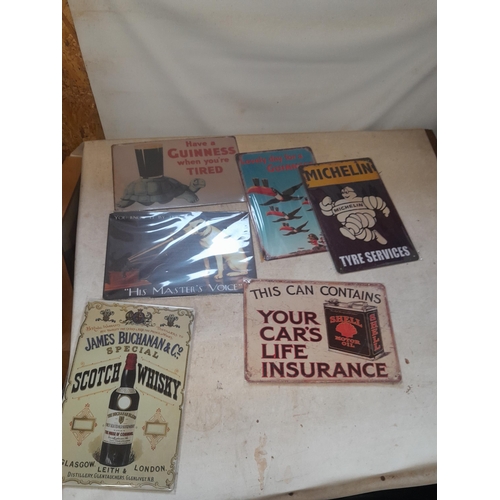 Have a
GUINNESS
when you're
TIRED
MICHELIN
MICHELIN
TYRE SERVICES
"HIS MASTER'S VOICE"
THIS CAN CONTAINS
YOUR
CAR'S
LIFE
INSURANCE
SHELL
MOTOR
OIL
SHELL
JAMES BUCHANAN & Co
SPECIAL
SCOTCH WHISKY
GLASGOW, LEITH & LONDON.